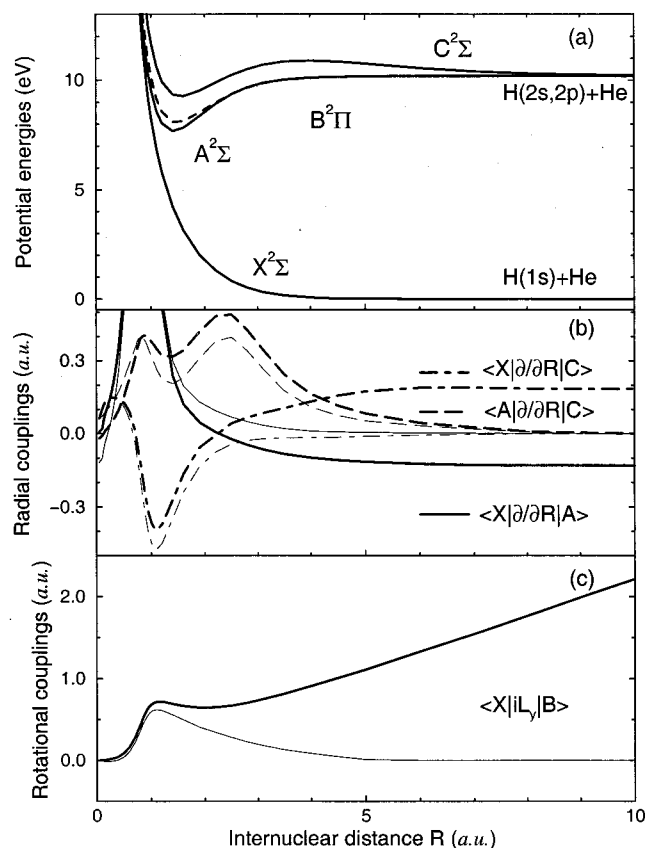 (a)
C²Σ
10
H(2s,2p)+He
B²Π
A²Σ
Potential energies (eV)
5
X²Σ
H(1s)+He
0
(b)
0.3
<X|∂/∂R|C>
<A|∂/∂R|C>
Radial couplings (a.u.)
0.0
−0.3
<X|∂/∂R|A>
(c)
2.0
Rotational couplings (a.u.)
1.0
<X|iLy|B>
0.0
0
5
10
Internuclear distance R (a.u.)